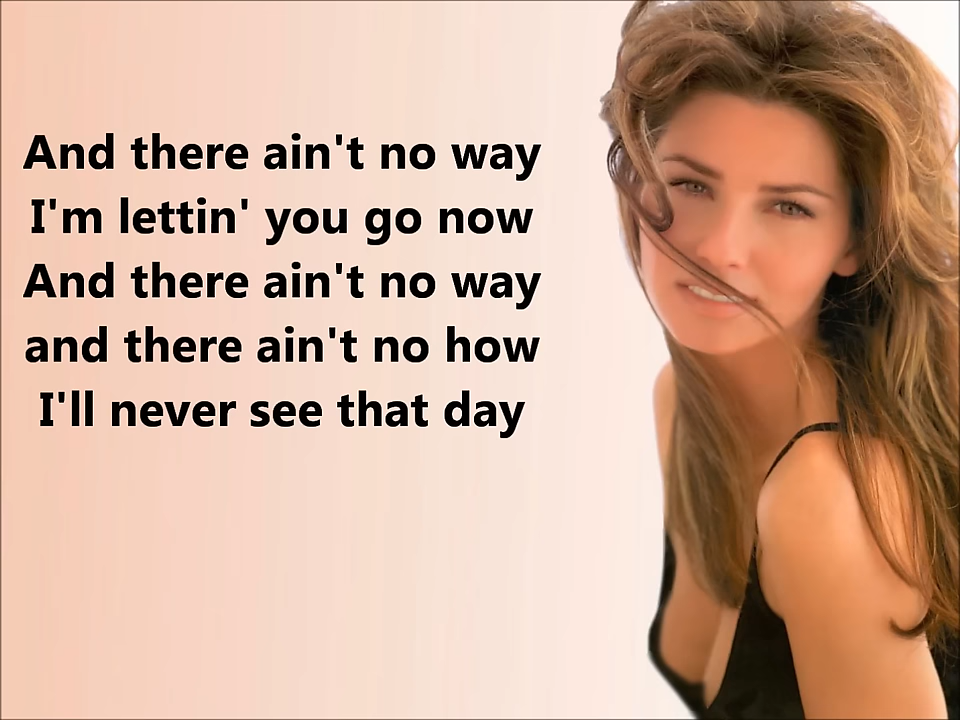 And there ain't no way
I'm lettin' you go now
And there ain't no way
and there ain't no how
I'll never see that day